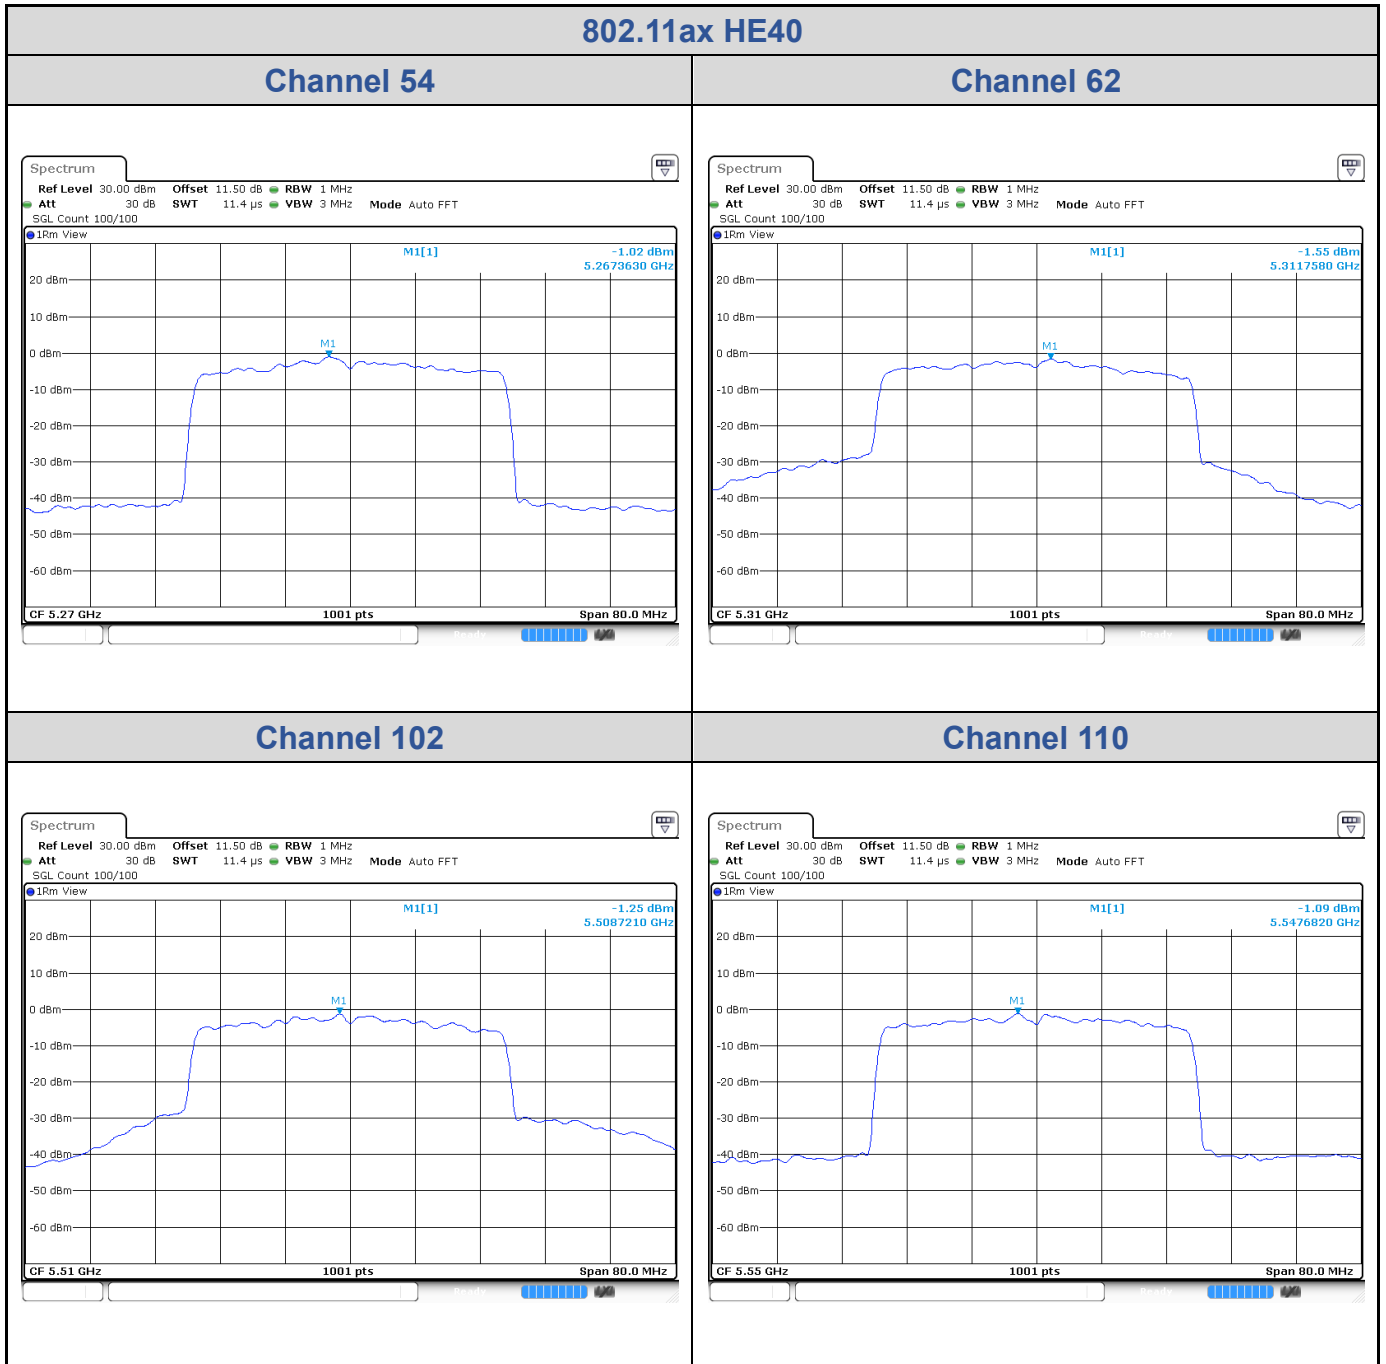 802.11ax HE40
Channel 54
Channel 62
Spectrum
Ref Level 30.00 dBm Offset 11.50 dB RBW 1 MHz
Att 30 dB SWT 11.4 µs VBW 3 MHz Mode Auto FFT
SGL Count 100/100
1Rm View
M1[1] -1.02 dBm
5.2673630 GHz
20 dBm
10 dBm
M1
0 dBm
-10 dBm
-20 dBm
-30 dBm
-40 dBm
-50 dBm
-60 dBm
CF 5.27 GHz 1001 pts Span 80.0 MHz
Ready
Spectrum
Ref Level 30.00 dBm Offset 11.50 dB RBW 1 MHz
Att 30 dB SWT 11.4 µs VBW 3 MHz Mode Auto FFT
SGL Count 100/100
1Rm View
M1[1] -1.55 dBm
5.3117580 GHz
20 dBm
10 dBm
M1
0 dBm
-10 dBm
-20 dBm
-30 dBm
-40 dBm
-50 dBm
-60 dBm
CF 5.31 GHz 1001 pts Span 80.0 MHz
Ready
Channel 102
Channel 110
Spectrum
Ref Level 30.00 dBm Offset 11.50 dB RBW 1 MHz
Att 30 dB SWT 11.4 µs VBW 3 MHz Mode Auto FFT
SGL Count 100/100
1Rm View
M1[1] -1.25 dBm
5.5087210 GHz
20 dBm
10 dBm
M1
0 dBm
-10 dBm
-20 dBm
-30 dBm
-40 dBm
-50 dBm
-60 dBm
CF 5.51 GHz 1001 pts Span 80.0 MHz
Ready
Spectrum
Ref Level 30.00 dBm Offset 11.50 dB RBW 1 MHz
Att 30 dB SWT 11.4 µs VBW 3 MHz Mode Auto FFT
SGL Count 100/100
1Rm View
M1[1] -1.09 dBm
5.5476820 GHz
20 dBm
10 dBm
M1
0 dBm
-10 dBm
-20 dBm
-30 dBm
-40 dBm
-50 dBm
-60 dBm
CF 5.55 GHz 1001 pts Span 80.0 MHz
Ready